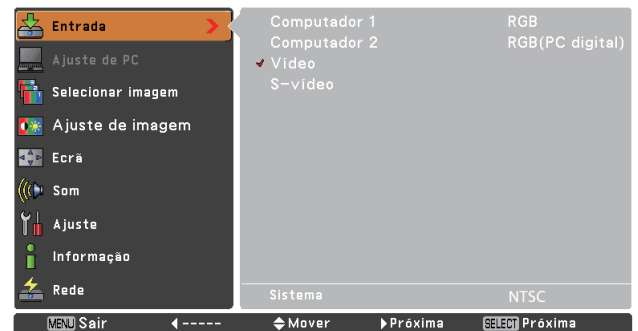 Entrada
Ajuste de PC
Selecionar imagem
Ajuste de imagem
Ecrã
Som
Ajuste
Informação
Rede
Computador 1 RGB
Computador 2 RGB(PC digital)
Vídeo
S-vídeo
Sistema NTSC
MENU Sair ----- Mover Próxima SELECT Próxima